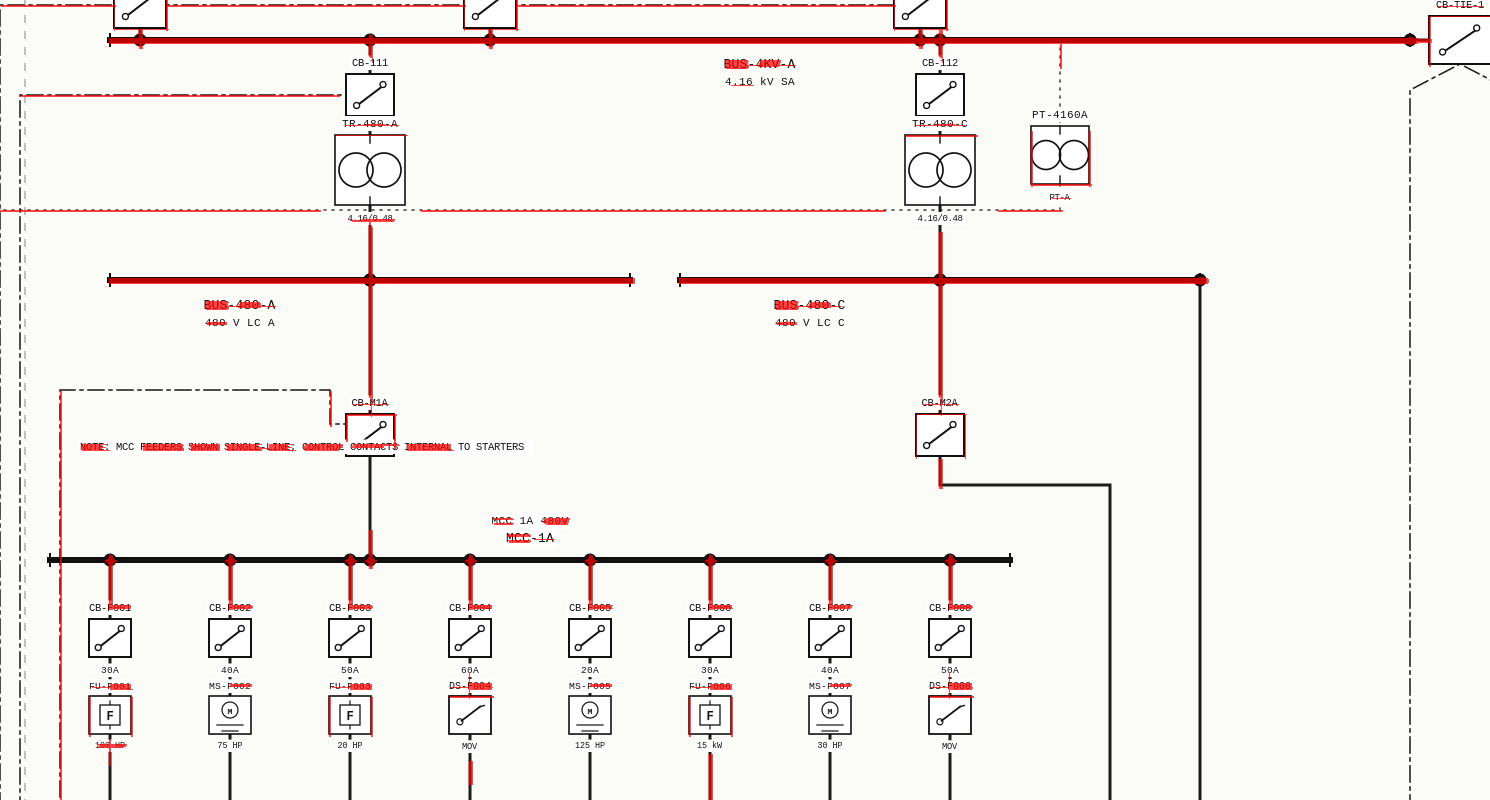 CB-TIE-1
CB-111
BUS-4KV-A
4.16 kV SA
CB-112
TR-480-A
TR-480-C
PT-4160A
PT-A
4.16/0.48
4.16/0.48
BUS-480-A
480 V LC A
BUS-480-C
480 V LC C
CB-M1A
CB-M2A
NOTE: MCC FEEDERS SHOWN SINGLE-LINE; CONTROL CONTACTS INTERNAL TO STARTERS
MCC 1A 480V
MCC-1A
CB-F001 CB-F002 CB-F003 CB-F004 CB-F005 CB-F006 CB-F007 CB-F008
30A 40A 50A 60A 20A 30A 40A 50A
FU-F001 MS-F002 FU-F003 DS-F004 MS-F005 FU-F006 MS-F007 DS-F008
F M F M F M
100 HP 75 HP 20 HP MOV 125 HP 15 kW 30 HP MOV